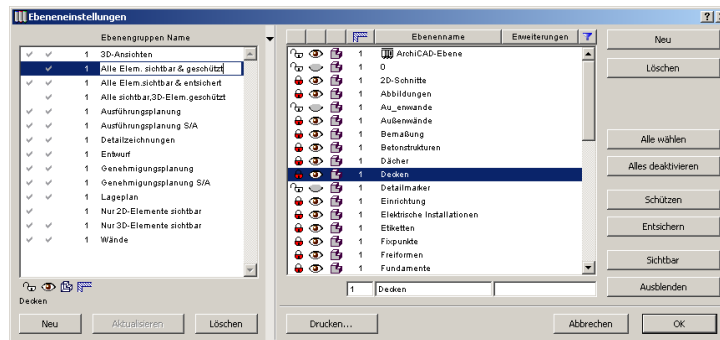 Ebeneneinstellungen
Ebenengruppen Name
1 3D-Ansichten
1 Alle Elem. sichtbar & geschützt
1 Alle Elem.sichtbar & entsichert
1 Alle sichtbar,3D-Elem.geschützt
1 Ausführungsplanung
1 Ausführungsplanung S/A
1 Detailzeichnungen
1 Entwurf
1 Genehmigungsplanung
1 Genehmigungsplanung S/A
1 Lageplan
1 Nur 2D-Elemente sichtbar
1 Nur 3D-Elemente sichtbar
1 Wände
Decken
Neu Aktualisieren Löschen
Ebenenname Erweiterungen
1 ArchiCAD-Ebene
1 0
1 2D-Schnitte
1 Abbildungen
1 Au_enwande
1 Außenwände
1 Bemaßung
1 Betonstrukturen
1 Dächer
1 Decken
1 Detailmaker
1 Einrichtung
1 Elektrische Installationen
1 Etiketten
1 Fixpunkte
1 Freiformen
1 Fundamente
1 Decken
Drucken...
Neu
Löschen
Alle wählen
Alles deaktivieren
Schützen
Entsichern
Sichtbar
Ausblenden
Abbrechen OK